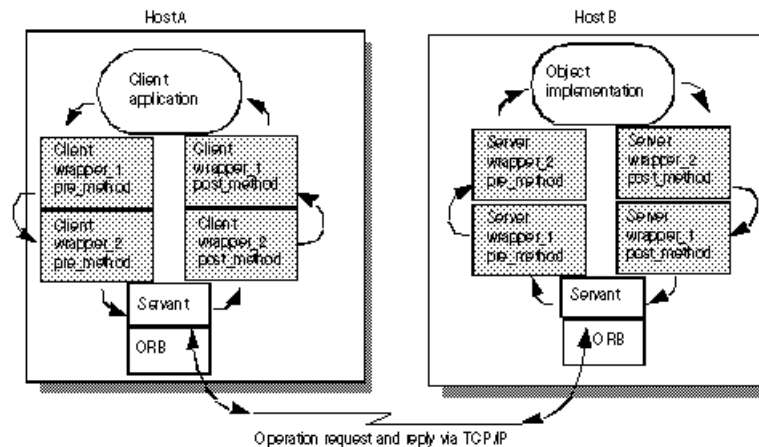 Host A
Host B
Client
application
Client
wrapper_1
pre_method
Client
wrapper_1
post_method
Client
wrapper_2
pre_method
Client
wrapper_2
post_method
Servant
ORB
Object
implementation
Server
wrapper_2
pre_method
Server
wrapper_2
post_method
Server
wrapper_1
pre_method
Server
wrapper_1
post_method
Servant
ORB
Operation request and reply via TCP/IP